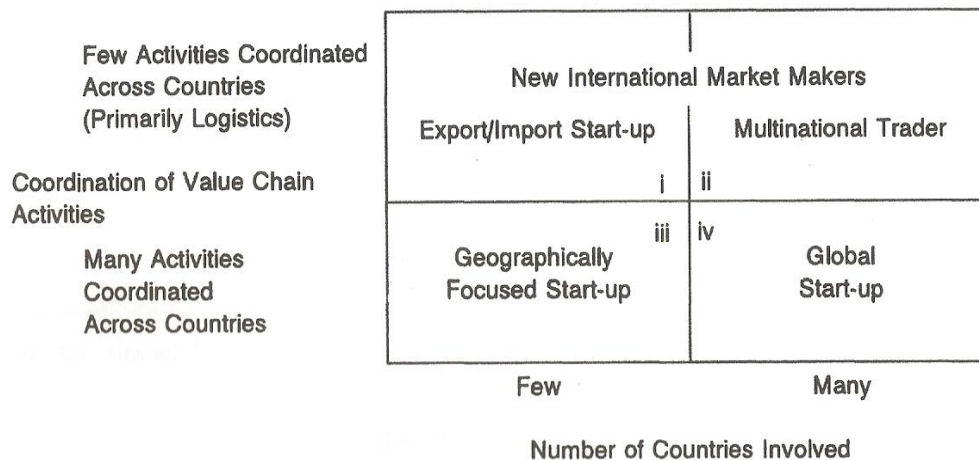 Few Activities Coordinated
Across Countries
(Primarily Logistics)
New International Market Makers
Export/Import Start-up
Multinational Trader
i
ii
Coordination of Value Chain
Activities
iii
iv
Many Activities
Coordinated
Across Countries
Geographically
Focused Start-up
Global
Start-up
Few
Many
Number of Countries Involved